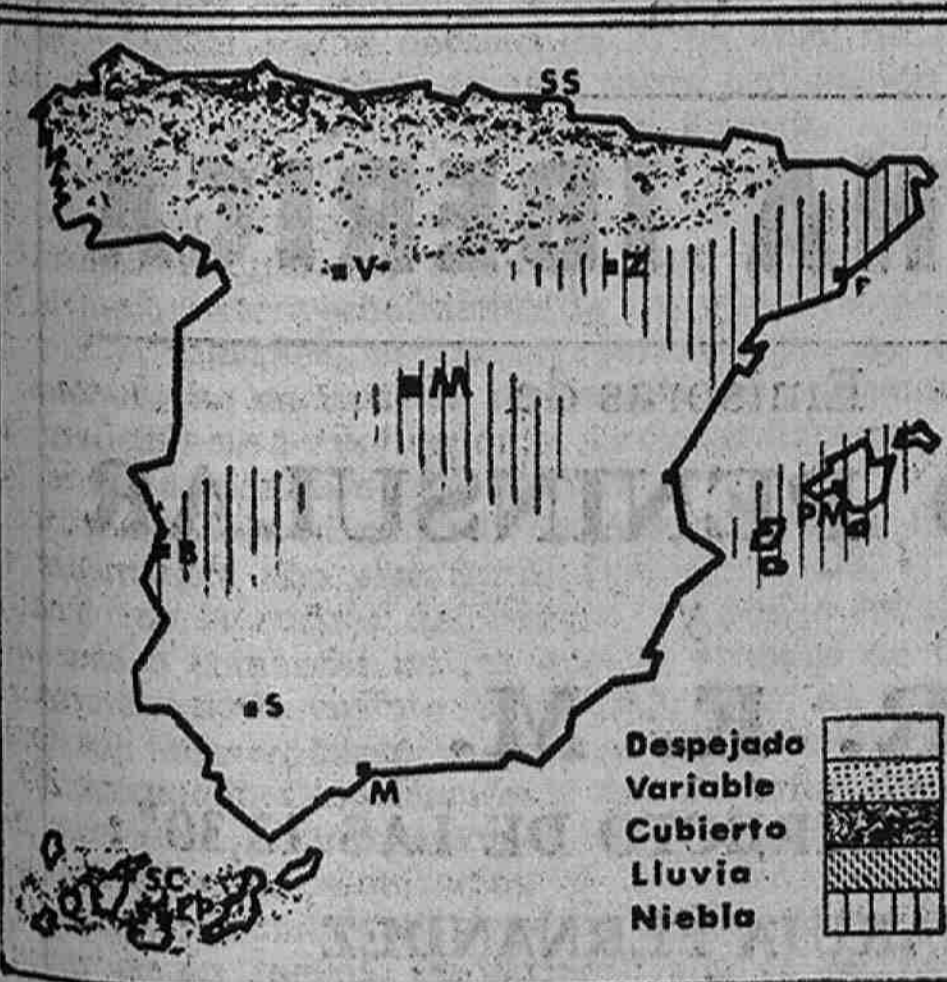 SS
G
V
Z
F
M
PM
B
S
M
SC
Despejado
Variable
Cubierto
Lluvia
Niebla